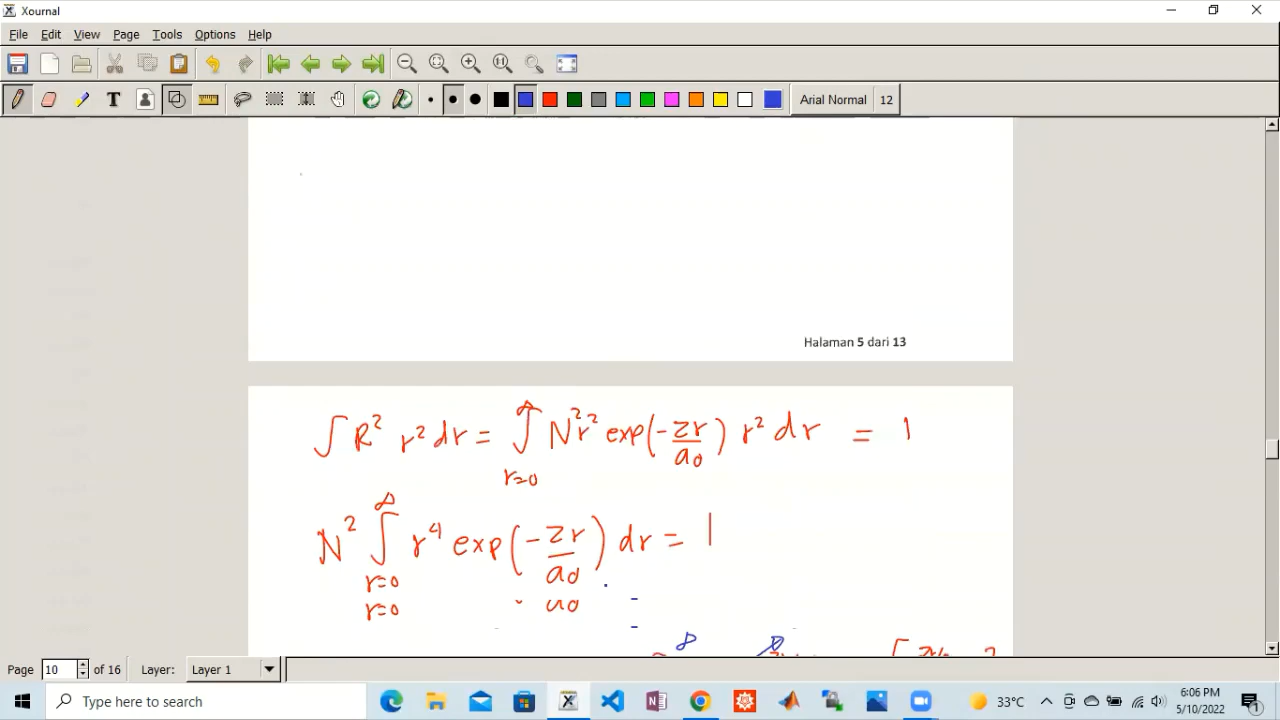 Xournal
File Edit View Page Tools Options Help
Arial Normal 12
Halaman 5 dari 13
∫ R² r² dr = ∫ N² r² exp(-Zr/a₀) r² dr = 1
∞
r=0
N² ∫ r⁴ exp(-Zr/a₀) dr = 1
∞
r=0
r=0 a₀
Page 10 of 16 Layer: Layer 1
Type here to search
33°C
6:06 PM
5/10/2022